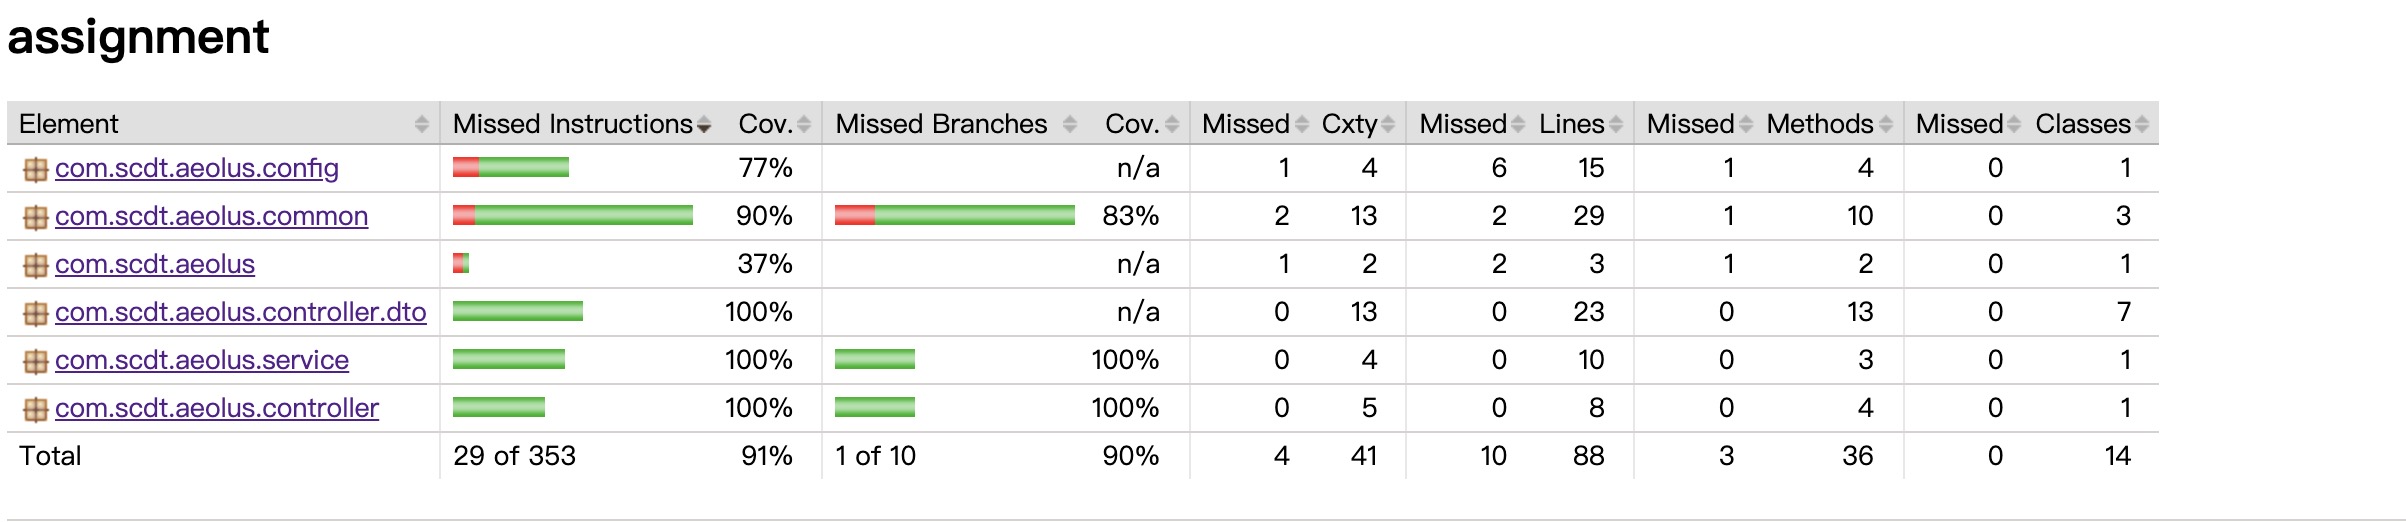 assignment
Element Missed Instructions Cov. Missed Branches Cov. Missed Cxty Missed Lines Missed Methods Missed Classes
com.scdt.aeolus.config 77% n/a 1 4 6 15 1 4 0 1
com.scdt.aeolus.common 90% 83% 2 13 2 29 1 10 0 3
com.scdt.aeolus 37% n/a 1 2 2 3 1 2 0 1
com.scdt.aeolus.controller.dto 100% n/a 0 13 0 23 0 13 0 7
com.scdt.aeolus.service 100% 100% 0 4 0 10 0 3 0 1
com.scdt.aeolus.controller 100% 100% 0 5 0 8 0 4 0 1
Total 29 of 353 91% 1 of 10 90% 4 41 10 88 3 36 0 14